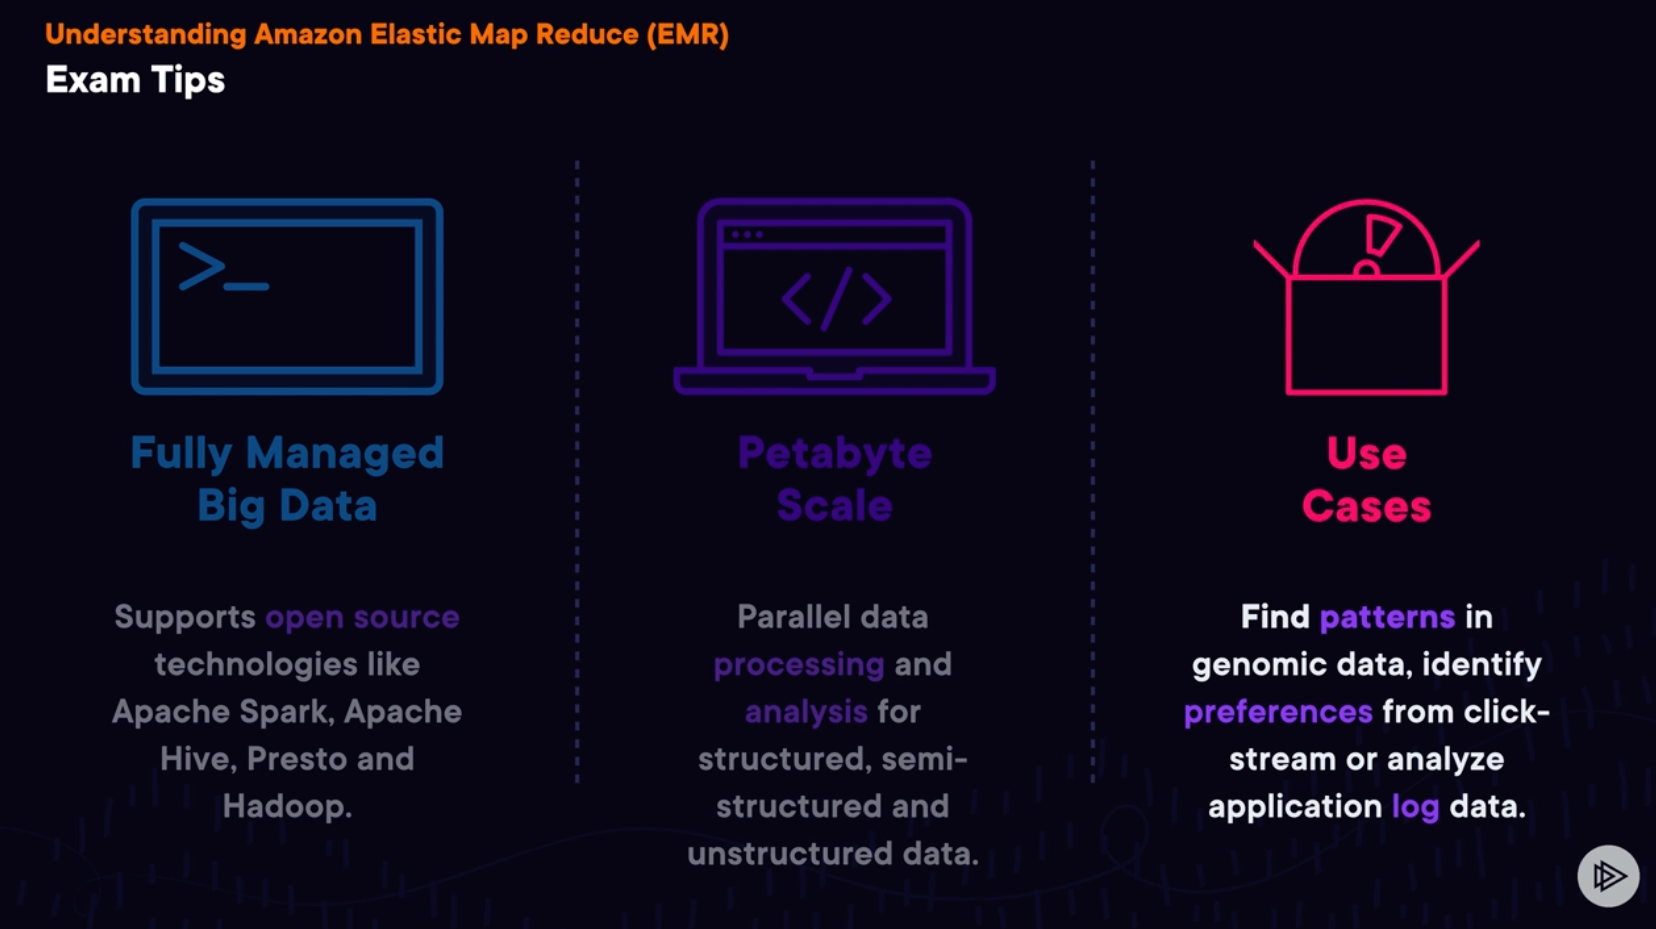 Understanding Amazon Elastic Map Reduce (EMR)
Exam Tips
>_
Fully Managed
Big Data
Supports open source
technologies like
Apache Spark, Apache
Hive, Presto and
Hadoop.
</>
Petabyte
Scale
Parallel data
processing and
analysis for
structured, semi-
structured and
unstructured data.
!
Use
Cases
Find patterns in
genomic data, identify
preferences from click-
stream or analyze
application log data.